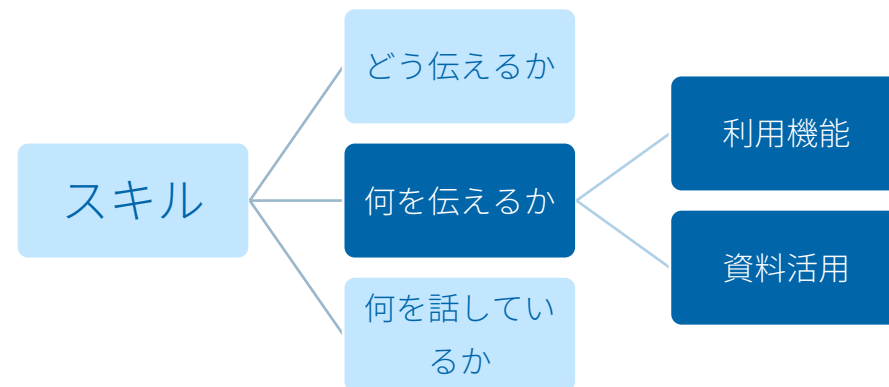 スキル
どう伝えるか
何を伝えるか
何を話してい
るか
利用機能
資料活用